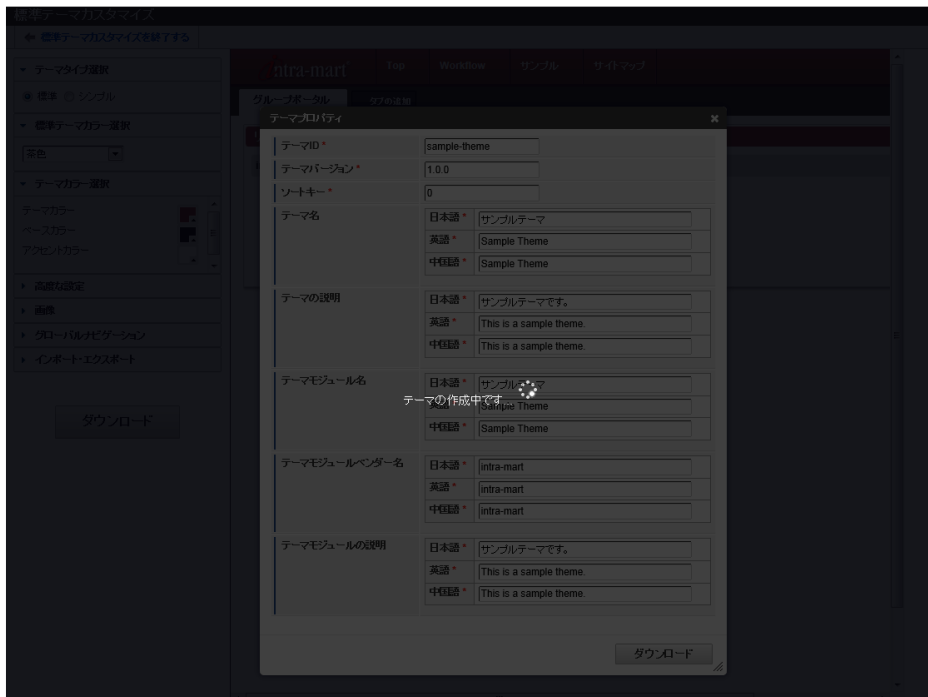 標準テーマカスタマイズ
標準テーマカスタマイズを終了する
テーマタイプ選択
標準 シンプル
標準テーマカラー選択
茶色
テーマカラー選択
テーマカラー
ベースカラー
アクセントカラー
高度な設定
画像
グローバルナビゲーション
インポート・エクスポート
ダウンロード
intra-mart Top Workflow サンプル サイトマップ
グループポータル タブの追加
テーマプロパティ
テーマID * sample-theme
テーマバージョン * 1.0.0
ソートキー * 0
テーマ名 日本語 * サンプルテーマ
英語 * Sample Theme
中国語 * Sample Theme
テーマの説明 日本語 * サンプルテーマです。
英語 * This is a sample theme.
中国語 * This is a sample theme.
テーマモジュール名 日本語 * サンプルテーマ
テーマの作成中です...
英語 * Sample Theme
中国語 * Sample Theme
テーマモジュールベンダー名 日本語 * intra-mart
英語 * intra-mart
中国語 * intra-mart
テーマモジュールの説明 日本語 * サンプルテーマです。
英語 * This is a sample theme.
中国語 * This is a sample theme.
ダウンロード